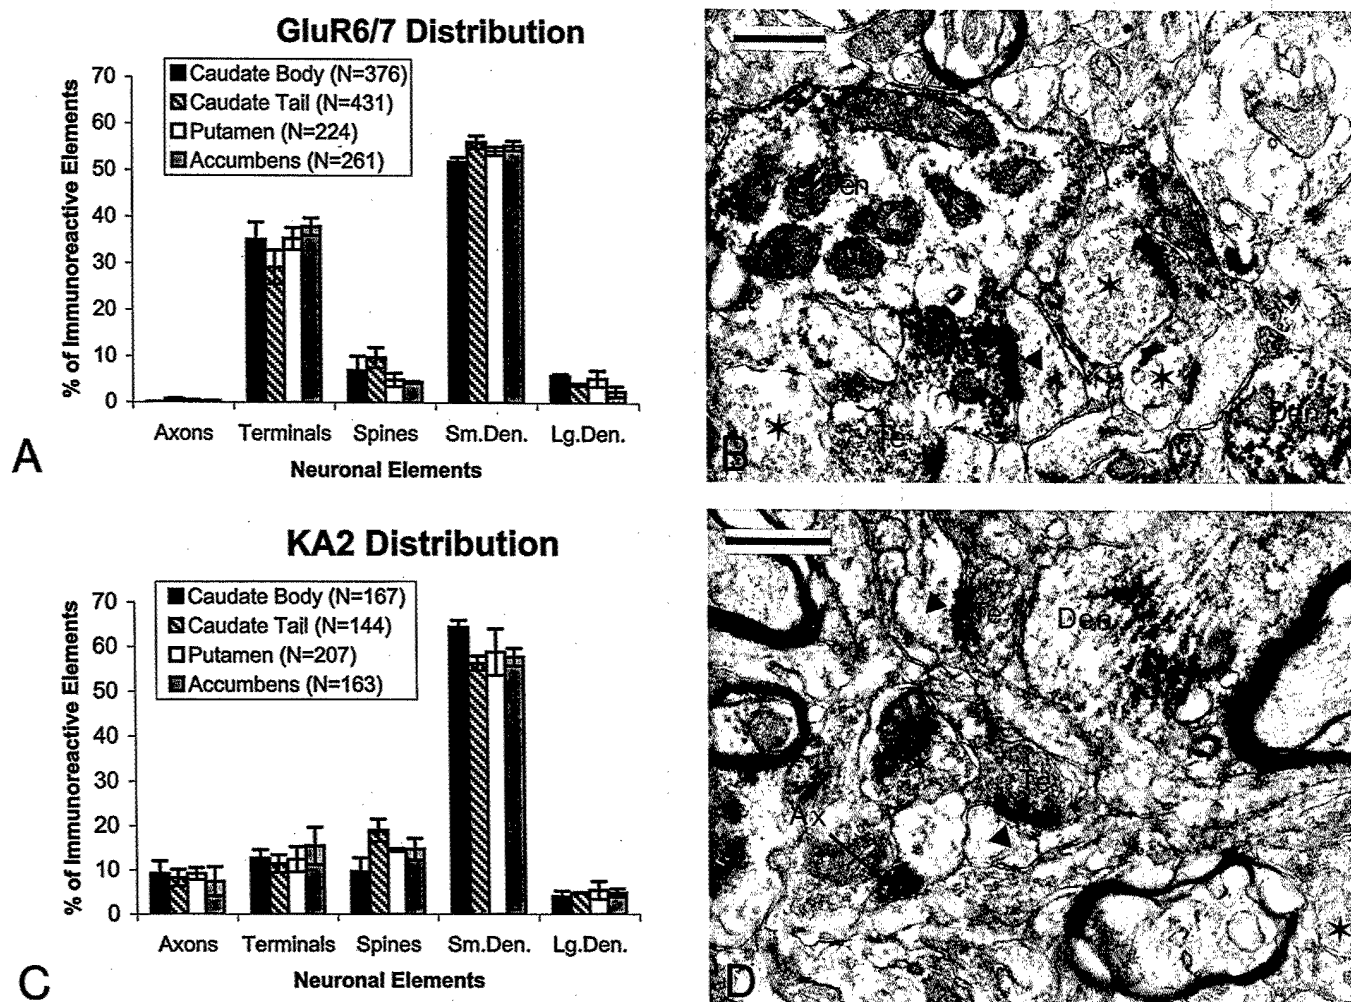 GluR6/7 Distribution
% of Immunoreactive Elements
70
60
50
40
30
20
10
0
Caudate Body (N=376)
Caudate Tail (N=431)
Putamen (N=224)
Accumbens (N=261)
Axons Terminals Spines Sm.Den. Lg.Den.
Neuronal Elements
A
Den
*
*
*
Te
Den
B
KA2 Distribution
% of Immunoreactive Elements
70
60
50
40
30
20
10
0
Caudate Body (N=167)
Caudate Tail (N=144)
Putamen (N=207)
Accumbens (N=163)
Axons Terminals Spines Sm.Den. Lg.Den.
Neuronal Elements
C
Te
Den
*
Te
Ax
*
D